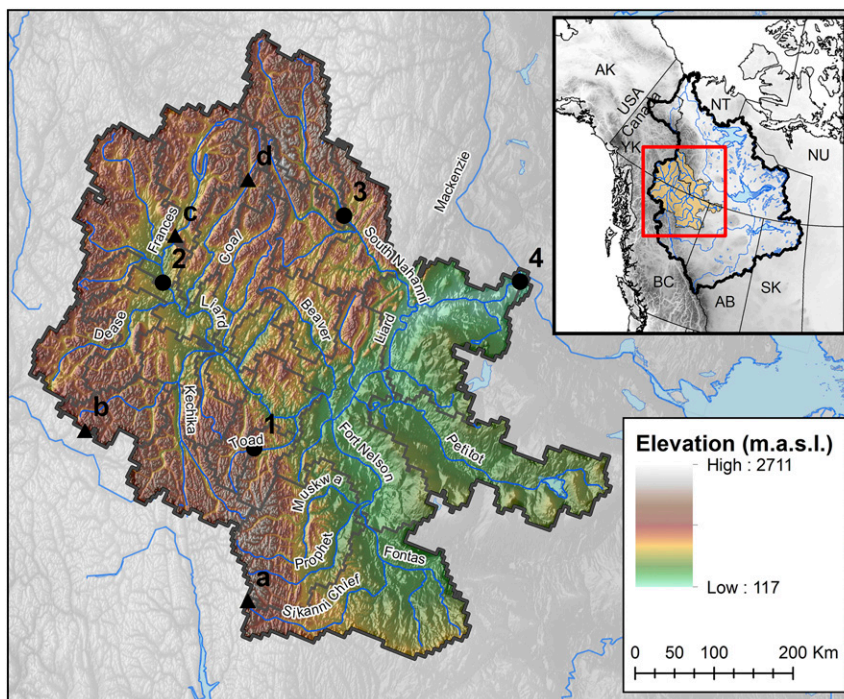 AK
USA
Canada
YK
NT
NU
BC
AB
SK
d
3
c
2
4
b
1
a
Mackenzie
Frances
Coal
South Nahanni
Dease
Liard
Beaver
Liard
Kechika
Toad
Fort Nelson
Petitot
Muskwa
Prophet
Fontas
Sikanni Chief
Elevation (m.a.s.l.)
High : 2711
Low : 117
0 50 100 200 Km